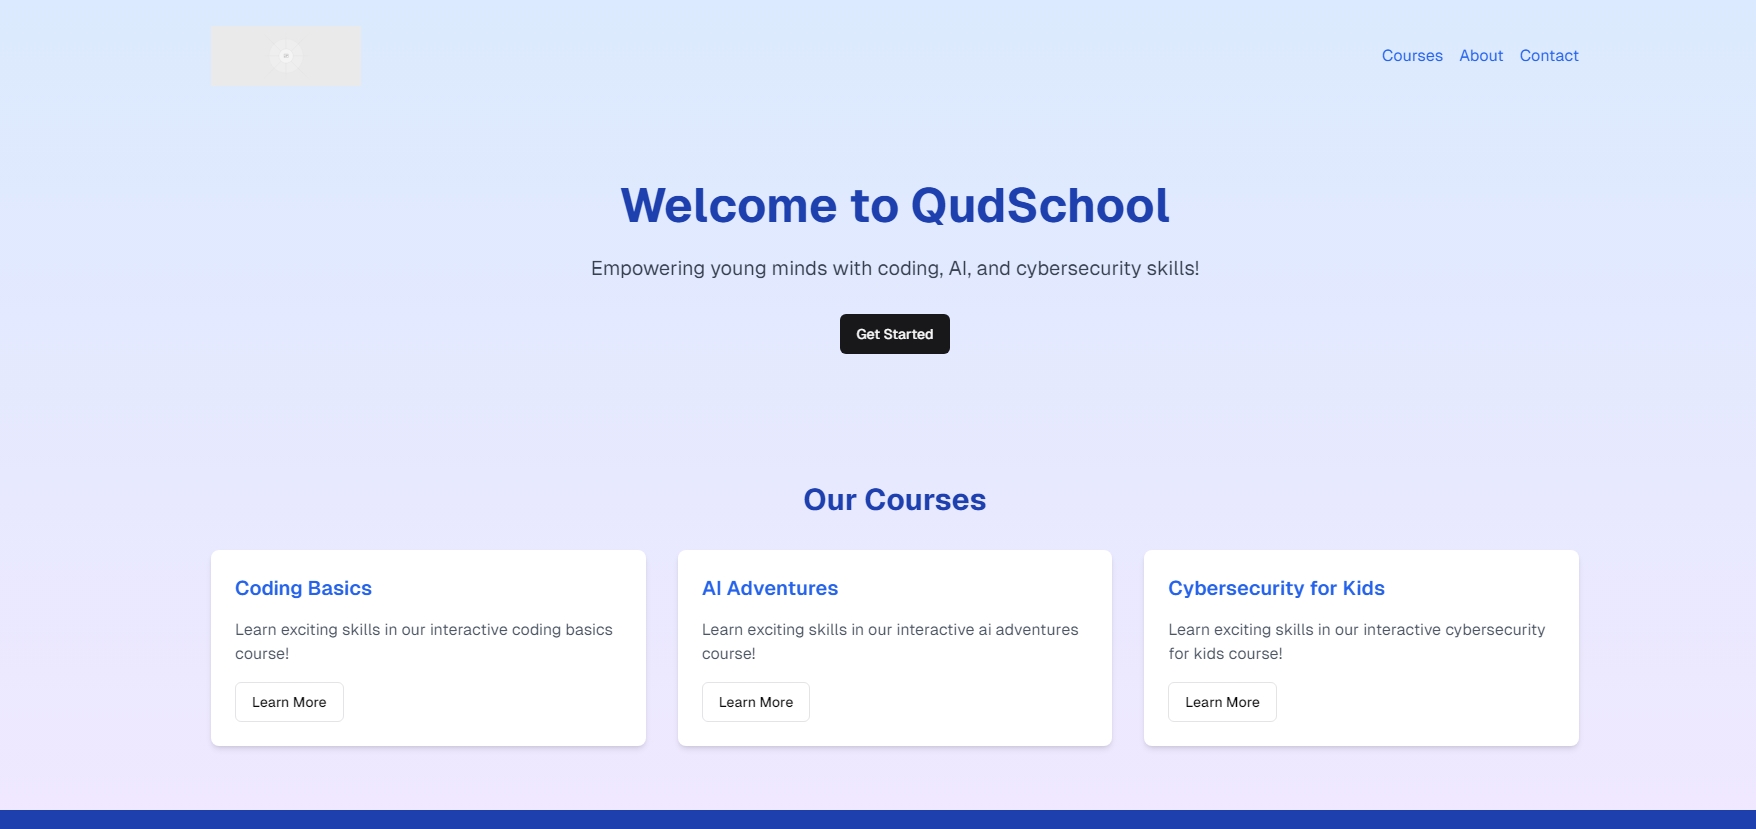 Courses About Contact
Welcome to QudSchool
Empowering young minds with coding, AI, and cybersecurity skills!
Get Started
Our Courses
Coding Basics
Learn exciting skills in our interactive coding basics
course!
Learn More
AI Adventures
Learn exciting skills in our interactive ai adventures
course!
Learn More
Cybersecurity for Kids
Learn exciting skills in our interactive cybersecurity
for kids course!
Learn More